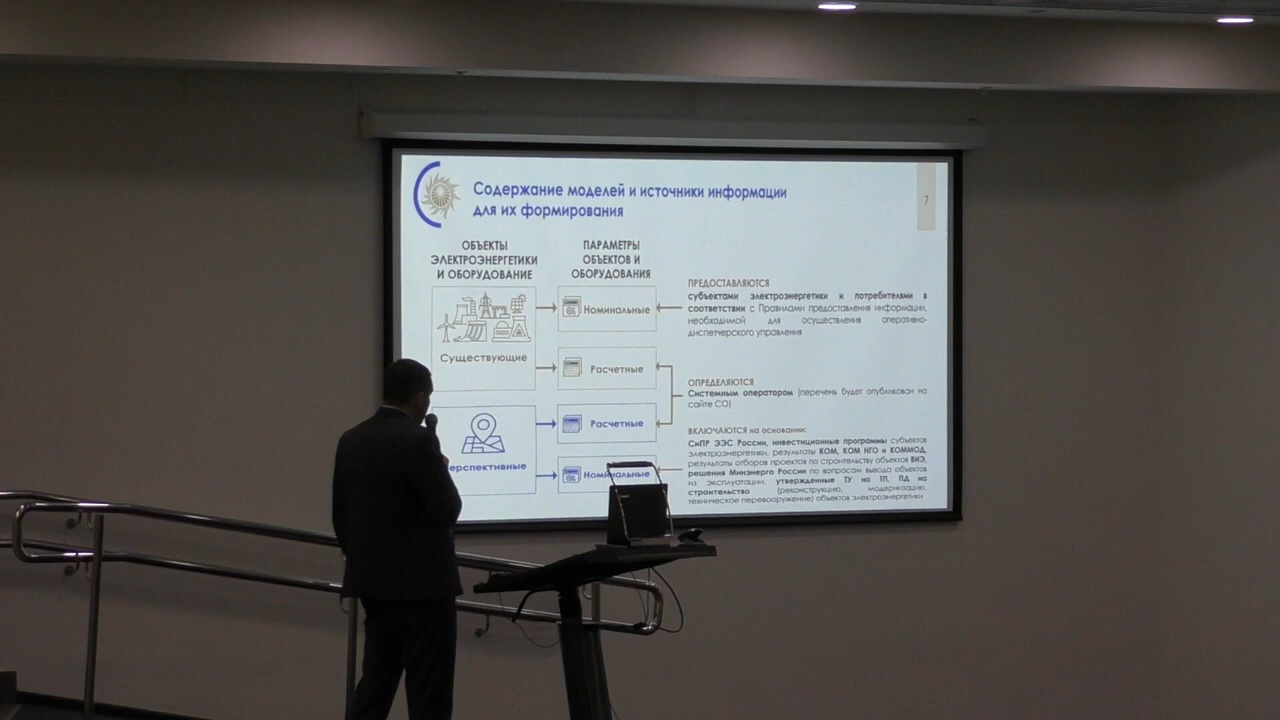 Содержание моделей и источники информации
для их формирования
7
ОБЪЕКТЫ
ЭЛЕКТРОЭНЕРГЕТИКИ
И ОБОРУДОВАНИЕ
ПАРАМЕТРЫ
ОБЪЕКТОВ И
ОБОРУДОВАНИЯ
Существующие
Номинальные
Расчетные
ерспективные
Расчетные
Номинальные
ПРЕДОСТАВЛЯЮТСЯ
субъектами электроэнергетики и потребителями в
соответствии с Правилами предоставления информации,
необходимой для осуществления оперативно-
диспетчерского управления
ОПРЕДЕЛЯЮТСЯ
Системным оператором (перечень будет опубликован на
сайте СО)
ВКЛЮЧАЮТСЯ на основании:
СиПР ЭЭС России, инвестиционные программы субъектов
электроэнергетики, результаты КОМ, КОМ НГО и КОММОД,
результаты отборов проектов по строительству объектов ВИЭ,
решения Минэнерго России по вопросам вывода объектов
из эксплуатации, утвержденные ТУ на ТП, ПД на
строительство (реконструкцию, модернизацию,
техническое перевооружение) объектов электроэнергетики